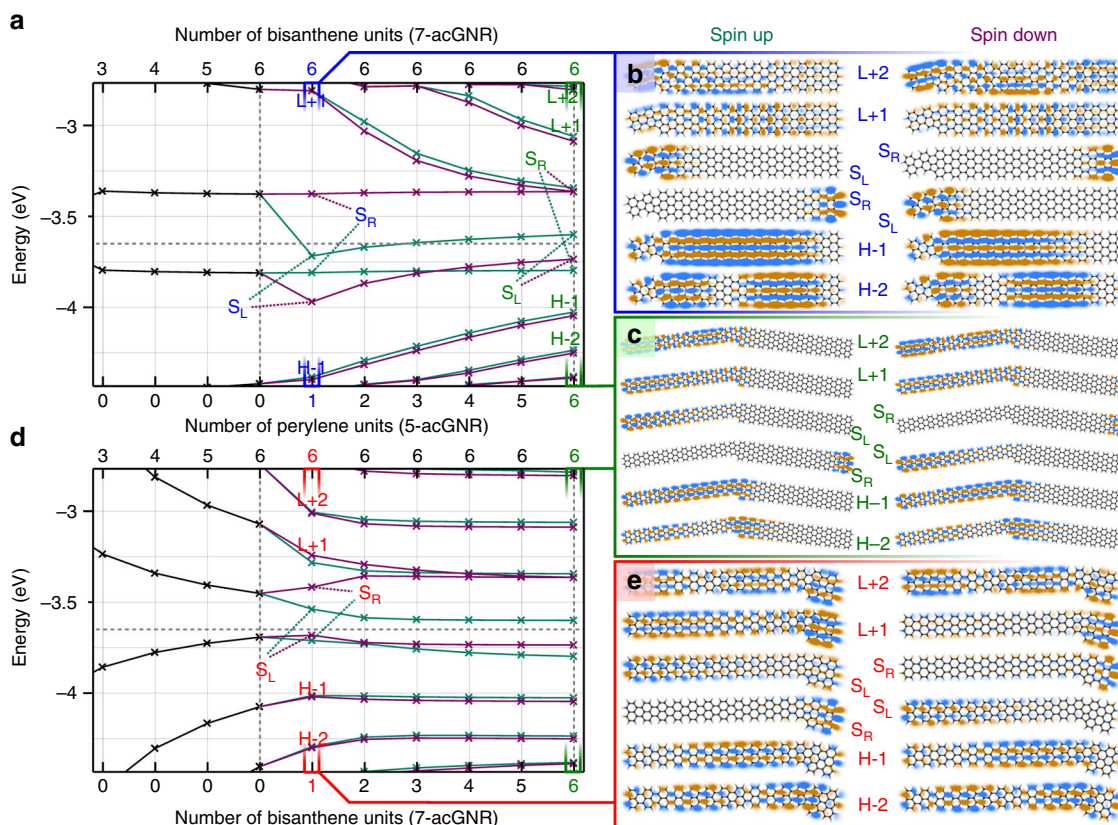 a
Number of bisanthene units (7-acGNR)
3 4 5 6 6 6 6 6 6 6
Energy (eV)
−3
−3.5
−4
L+1
L+2
L+1
S_R
S_R
S_L
S_L
H-1
H-2
H-1
0 0 0 0 1 2 3 4 5 6
Number of perylene units (5-acGNR)
d
3 4 5 6 6 6 6 6 6 6
Energy (eV)
−3
−3.5
−4
L+2
L+1
S_R
S_L
H-1
H-2
0 0 0 0 1 2 3 4 5 6
Number of bisanthene units (7-acGNR)
Spin up
Spin down
b
L+2
L+1
S_R
S_L
S_R
S_L
H-1
H-2
c
L+2
L+1
S_R
S_L
S_L
S_R
H−1
H−2
e
L+2
L+1
S_R
S_L
S_L
S_R
H-1
H-2